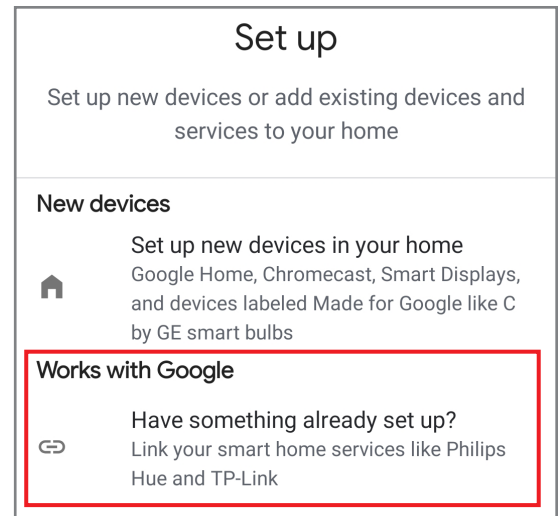 Set up
Set up new devices or add existing devices and
services to your home
New devices
Set up new devices in your home
Google Home, Chromecast, Smart Displays,
and devices labeled Made for Google like C
by GE smart bulbs
Works with Google
Have something already set up?
Link your smart home services like Philips
Hue and TP-Link